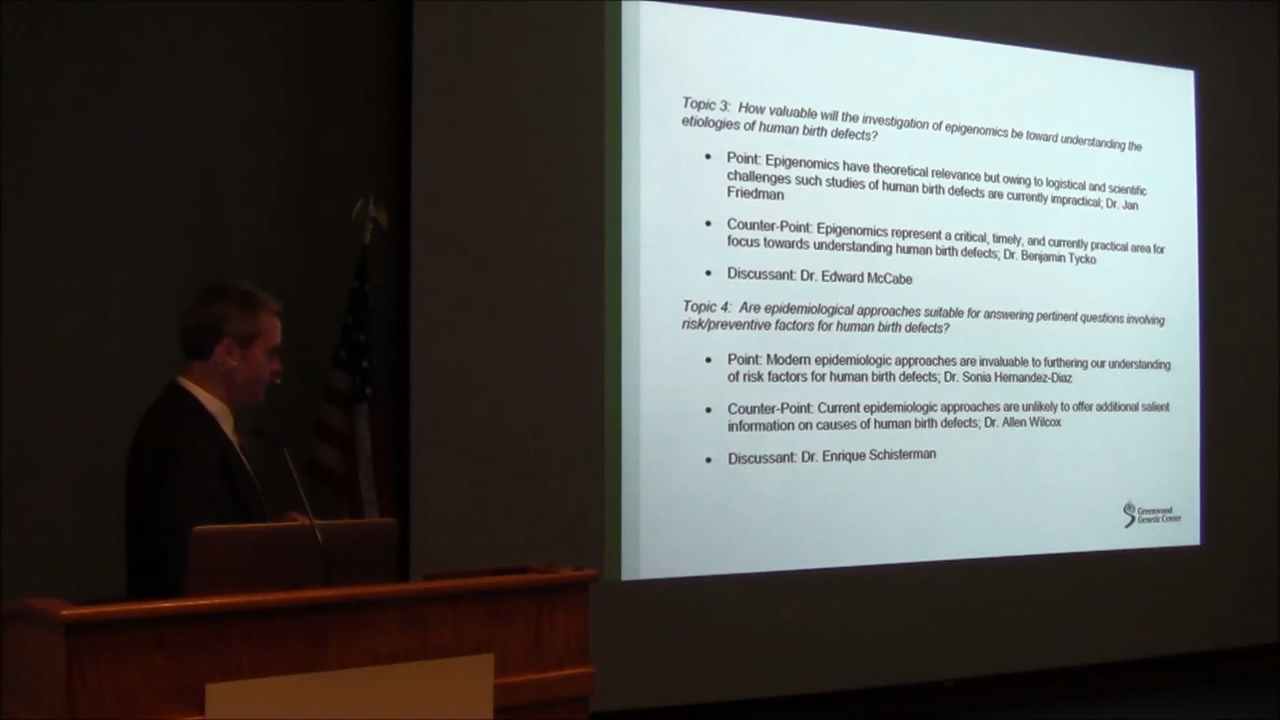 Topic 3: How valuable will the investigation of epigenomics be toward understanding the
etiologies of human birth defects?
• Point: Epigenomics have theoretical relevance but owing to logistical and scientific
challenges such studies of human birth defects are currently impractical; Dr. Jan
Friedman
• Counter-Point: Epigenomics represent a critical, timely, and currently practical area for
focus towards understanding human birth defects; Dr. Benjamin Tycko
• Discussant: Dr. Edward McCabe
Topic 4: Are epidemiological approaches suitable for answering pertinent questions involving
risk/preventive factors for human birth defects?
• Point: Modern epidemiologic approaches are invaluable to furthering our understanding
of risk factors for human birth defects; Dr. Sonia Hernandez-Diaz
• Counter-Point: Current epidemiologic approaches are unlikely to offer additional salient
information on causes of human birth defects; Dr. Allen Wilcox
• Discussant: Dr. Enrique Schisterman
Greenwood
Genetic Center